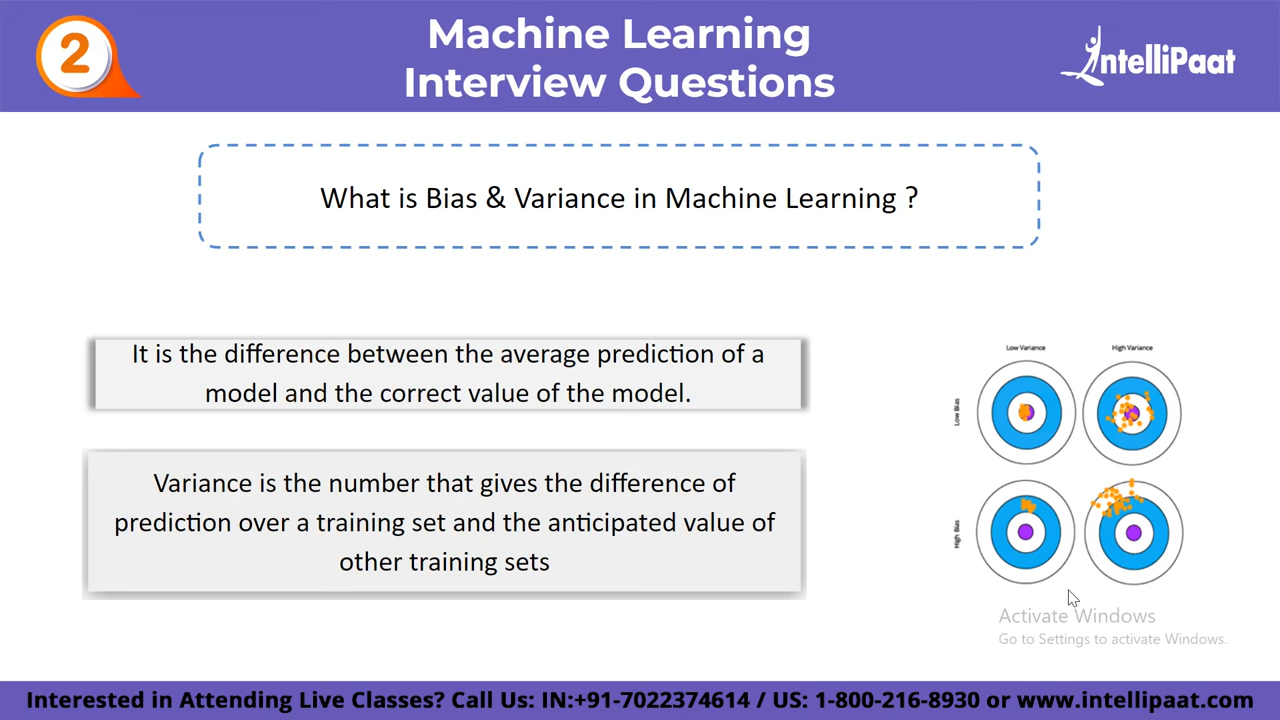 2
Machine Learning
Interview Questions
IntelliPaat
What is Bias & Variance in Machine Learning ?
It is the difference between the average prediction of a
model and the correct value of the model.
Variance is the number that gives the difference of
prediction over a training set and the anticipated value of
other training sets
Low Variance
High Variance
Low Bias
High Bias
Activate Windows
Go to Settings to activate Windows.
Interested in Attending Live Classes? Call Us: IN:+91-7022374614 / US: 1-800-216-8930 or www.intellipaat.com